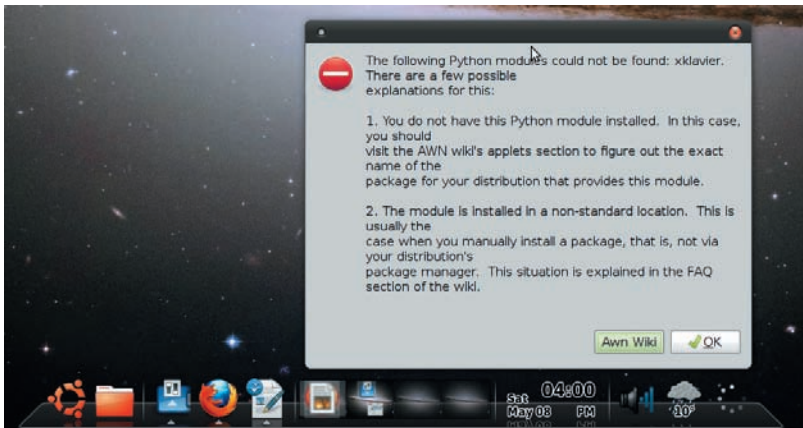 The following Python modules could not be found: xklavier.
There are a few possible
explanations for this:
1. You do not have this Python module installed. In this case,
you should
visit the AWN wiki's applets section to figure out the exact
name of the
package for your distribution that provides this module.
2. The module is installed in a non-standard location. This is
usually the
case when you manually install a package, that is, not via
your distribution's
package manager. This situation is explained in the FAQ
section of the wiki.
Awn Wiki
OK
04:00
Sat
May 08 PM
10°